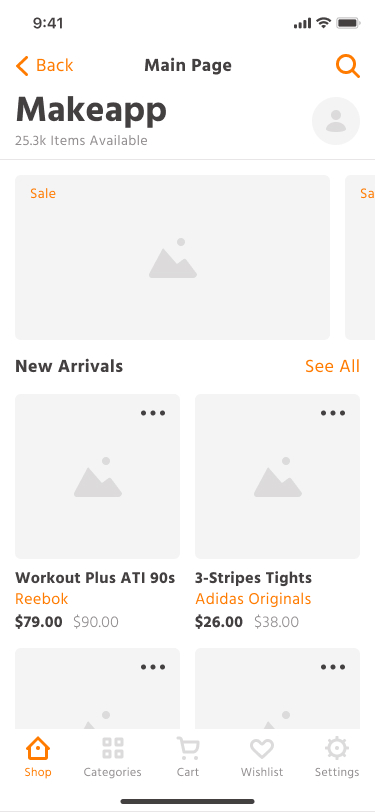 9:41
Back
Main Page
Makeapp
25.3k Items Available
Sale
Sa
New Arrivals
See All
Workout Plus ATI 90s
Reebok
$79.00 $90.00
3-Stripes Tights
Adidas Originals
$26.00 $38.00
Shop
Categories
Cart
Wishlist
Settings